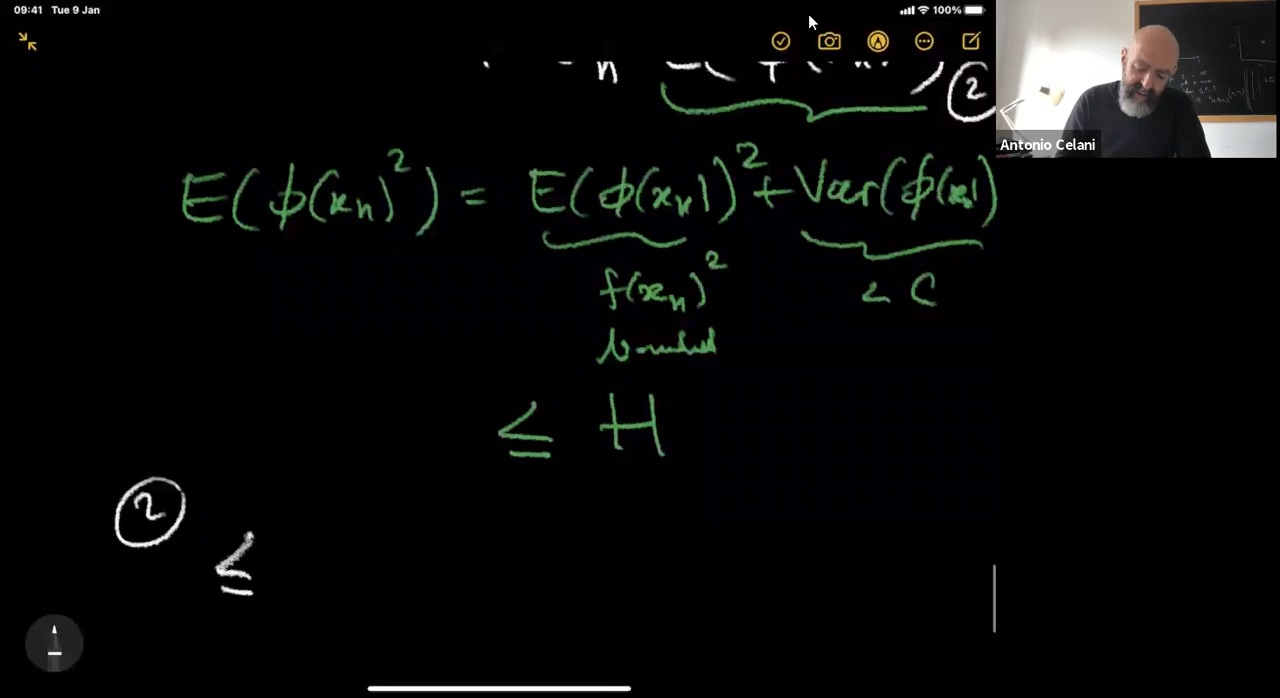 09:41 Tue 9 Jan 100%
n
2
Antonio Celani
E(ϕ(xₙ)²) = E(ϕ(xₙ))² + Var(ϕ(xₙ))
f(xₙ)² < C
bounded
≤ H
② ≤